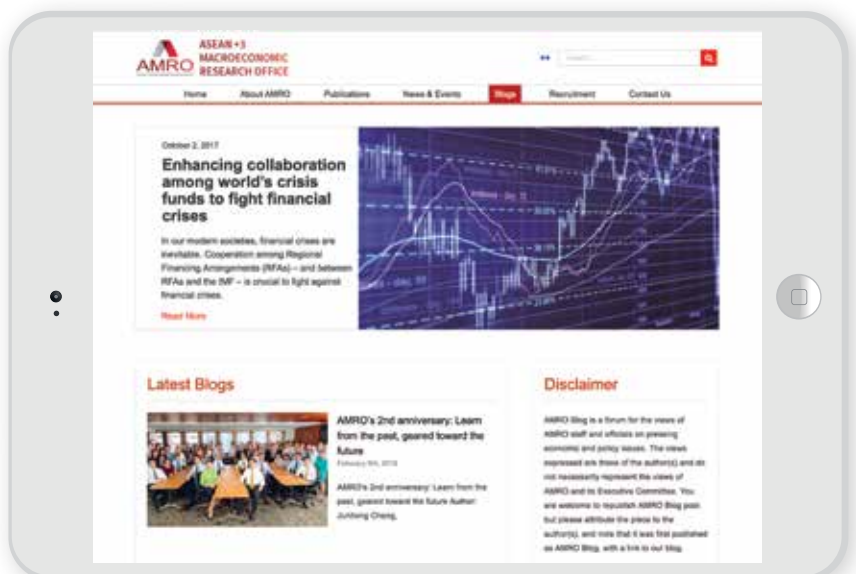 ASEAN +3
MACROECONOMIC
RESEARCH OFFICE
AMRO
Home About AMRO Publications News & Events Blogs Recruitment Contact Us
October 2, 2017
Enhancing collaboration
among world's crisis
funds to fight financial
crises
In our modern societies, financial crises are
inevitable. Cooperation among Regional
Financing Arrangements (RFAs) – and between
RFAs and the IMF – is crucial to fight against
financial crises.
Read More
Latest Blogs
AMRO's 2nd anniversary: Learn
from the past, geared toward the
future
February 9th, 2018
AMRO's 2nd anniversary: Learn from the
past, geared toward the future Author:
Junhong Chang,
Disclaimer
AMRO Blog is a forum for the views of
AMRO staff and officials on pressing
economic and policy issues. The views
expressed are these of the author(s) and do
not necessarily represent the views of
AMRO and its Executive Committee. You
are welcome to republish AMRO Blog post
but please attribute the piece to the
author(s), and note that it was first published
as AMRO Blog, with a link to our blog.